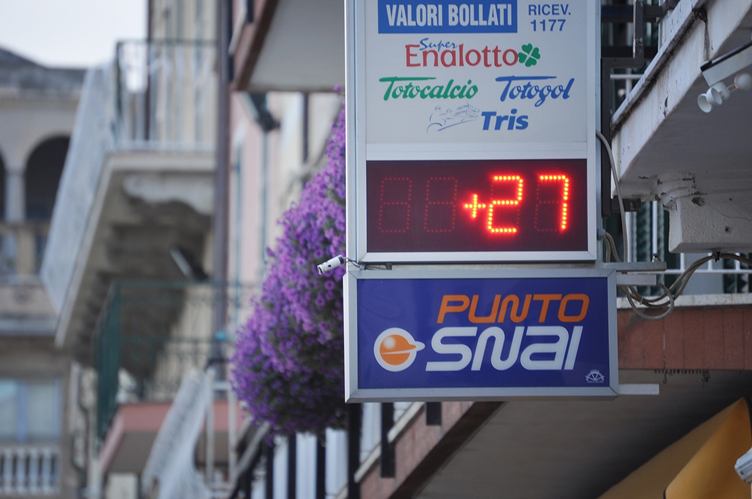 VALORI BOLLATI
RICEV.
1177
Super
Enalotto
Totocalcio Totogol
Tris
+27
PUNTO
SNAI